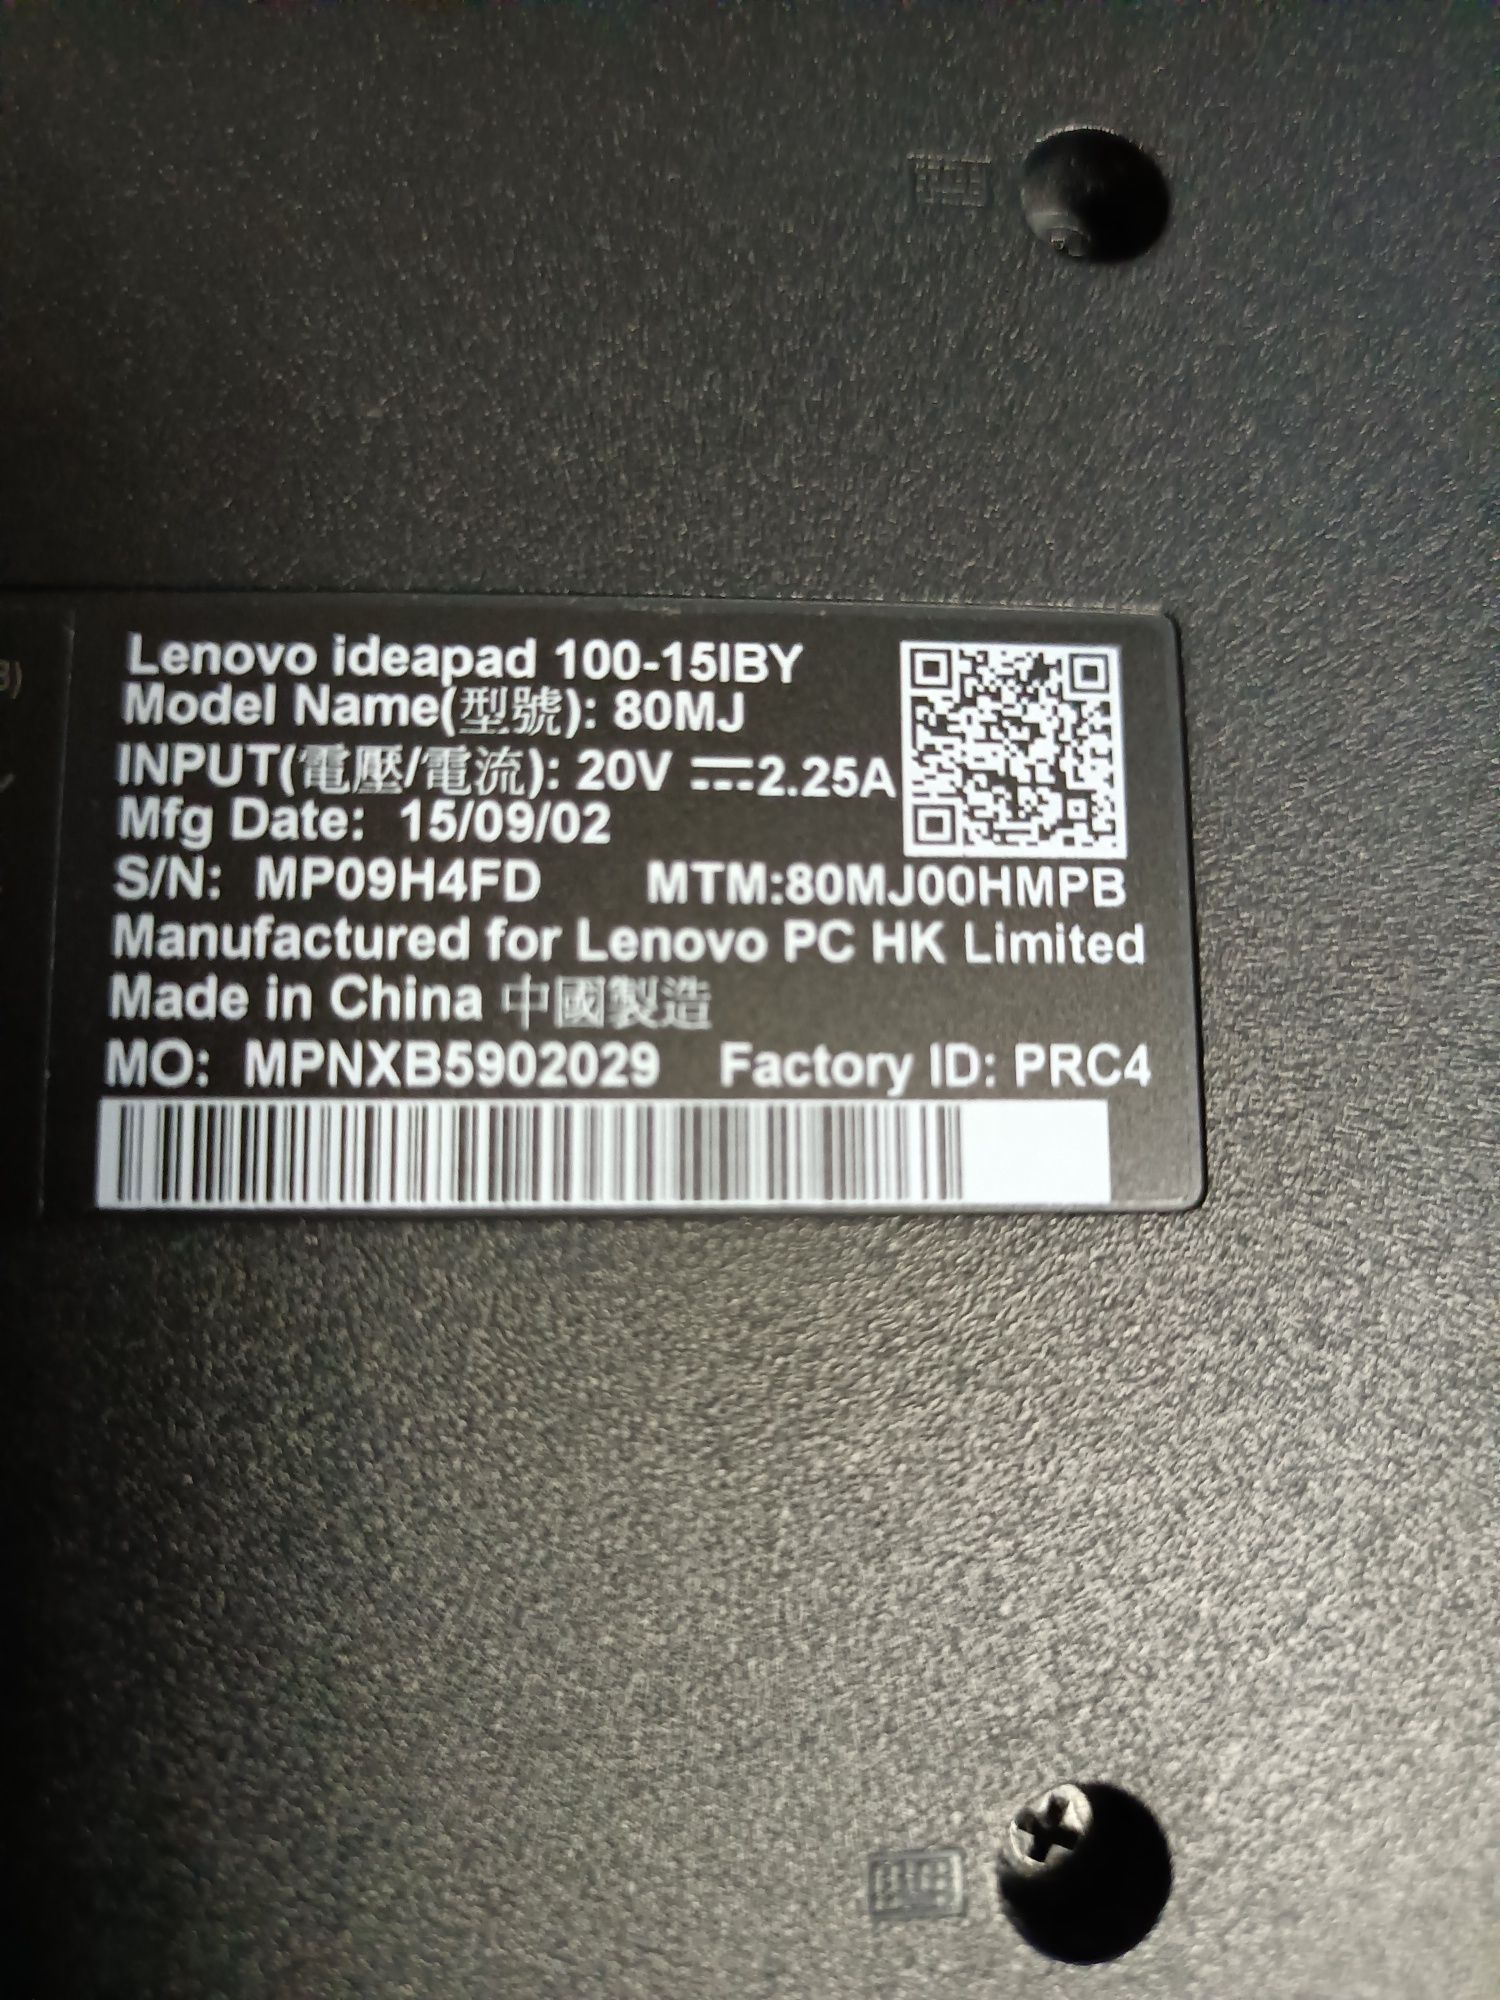 Lenovo ideapad 100-15IBY
Model Name(型號): 80MJ
INPUT(電壓/電流): 20V ⎓2.25A
Mfg Date: 15/09/02
S/N: MP09H4FD MTM:80MJ00HMPB
Manufactured for Lenovo PC HK Limited
Made in China 中國製造
MO: MPNXB5902029 Factory ID: PRC4